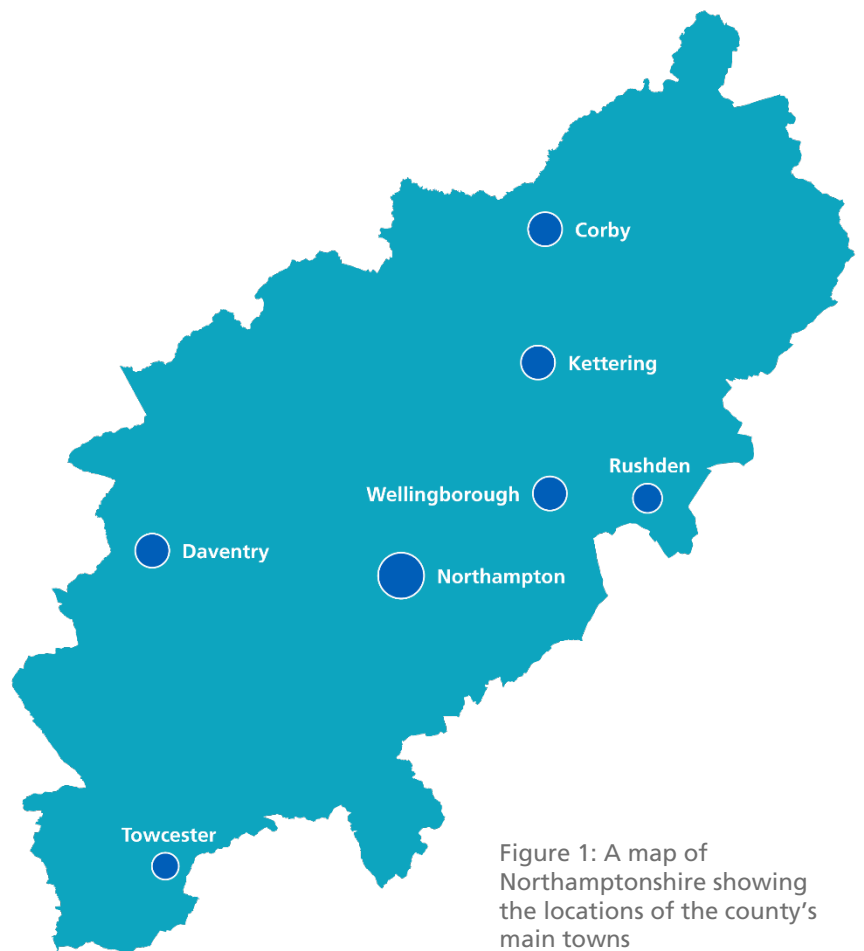 Corby
Kettering
Rushden
Wellingborough
Daventry
Northampton
Towcester
Figure 1: A map of
Northamptonshire showing
the locations of the county’s
main towns